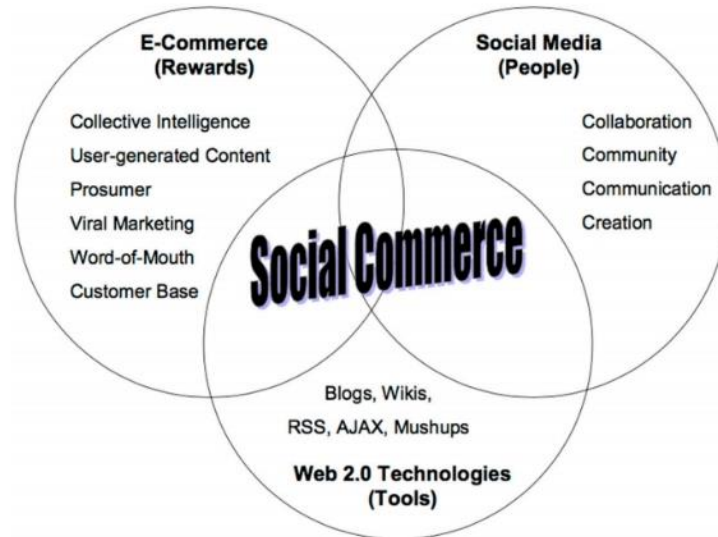 E-Commerce
(Rewards)
Collective Intelligence
User-generated Content
Prosumer
Viral Marketing
Word-of-Mouth
Customer Base
Social Media
(People)
Collaboration
Community
Communication
Creation
Social Commerce
Blogs, Wikis,
RSS, AJAX, Mushups
Web 2.0 Technologies
(Tools)